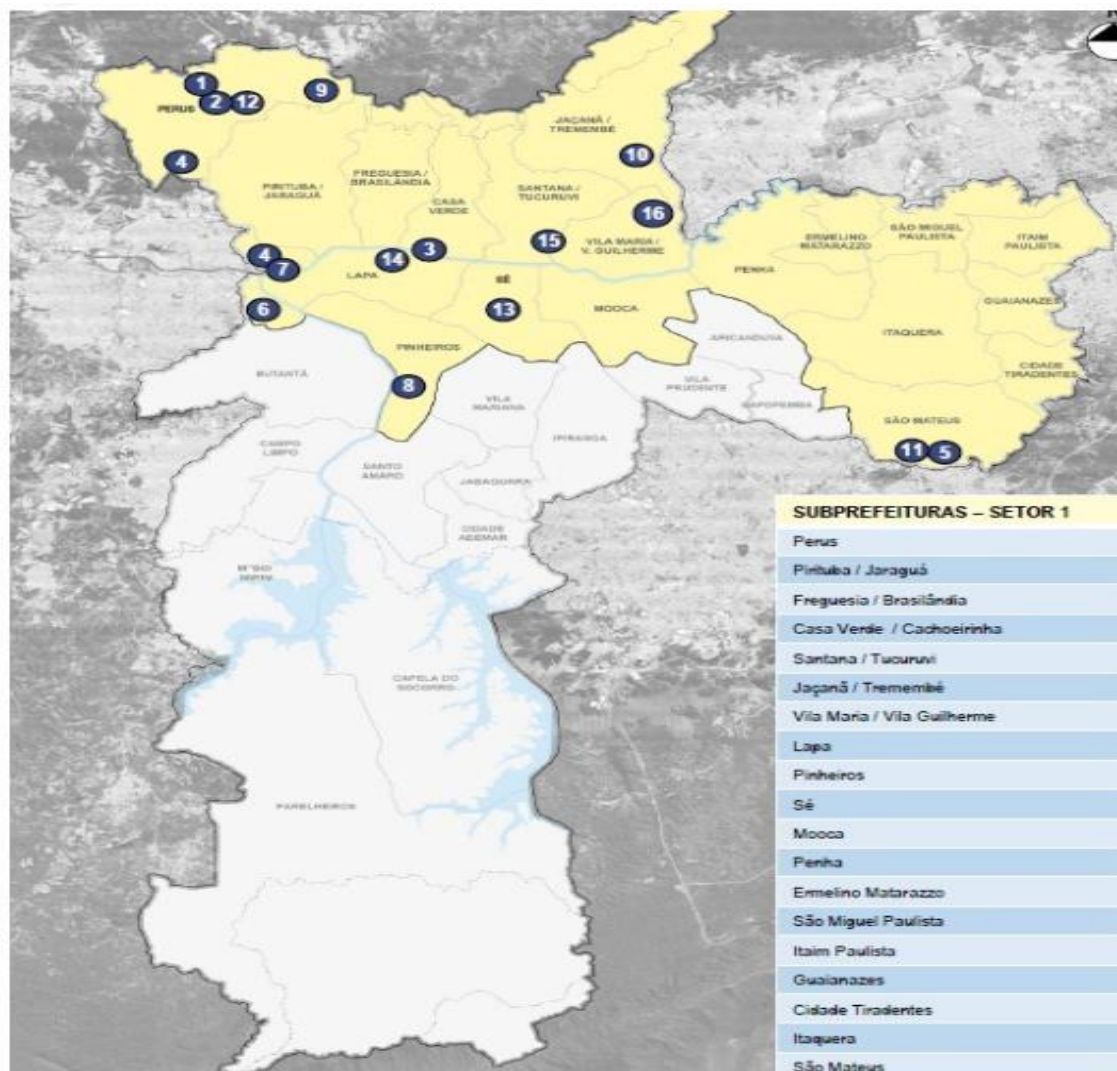 1
9
PERUS
2
12
JAÇANÃ /
TREMEMBÉ
4
10
FREGUESIA /
BRASILÂNDIA
PIRITUBA /
JARAGUÁ
SANTANA /
TUCURUVI
CASA
VERDE
16
15
VILA MARIA /
V. GUILHERME
3
14
4
7
LAPA
SÉ
6
13
MOOCA
PINHEIROS
8
PENHA
ERMELINO
MATARAZZO
SÃO MIGUEL
PAULISTA
ITAIM
PAULISTA
GUAIANAZES
ITAQUERA
CIDADE
TIRADENTES
SÃO MATEUS
11
5
ARICANDUVA
VILA
PRUDENTE
SAPOPEMBA
BUTANTÃ
VILA
MARIANA
IPIRANGA
CAMPO
LIMPO
SANTO
AMARO
JABAQUARA
CIDADE
ADEMAR
CAPELA DO
SOCORRO
PARELHEIROS
SUBPREFEITURAS – SETOR 1
Perus
Pirituba / Jaraguá
Freguesia / Brasilândia
Casa Verde / Cachoeirinha
Santana / Tucuruvi
Jaçanã / Tremembé
Vila Maria / Vila Guilherme
Lapa
Pinheiros
Sé
Mooca
Penha
Ermelino Matarazzo
São Miguel Paulista
Itaim Paulista
Guaianazes
Cidade Tiradentes
Itaquera
São Mateus